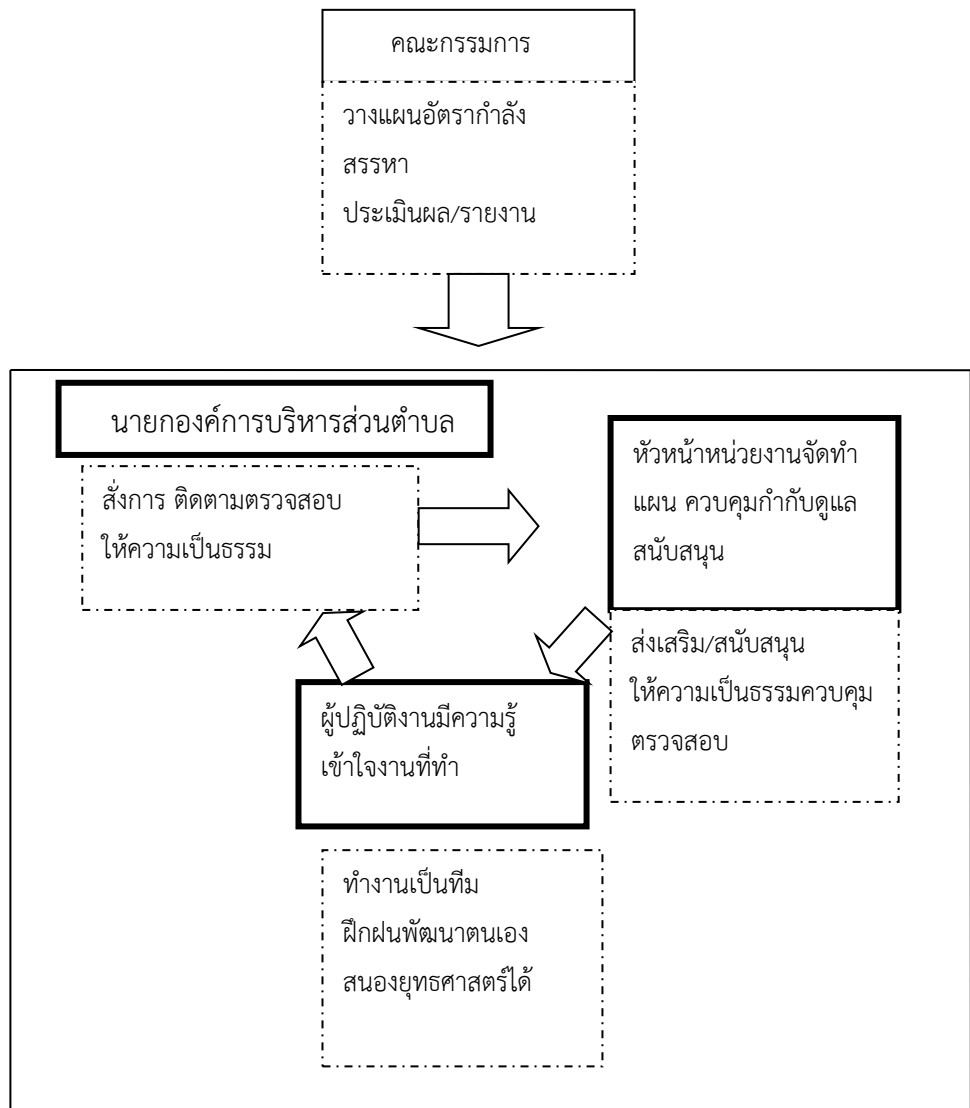 คณะกรรมการ
วางแผนอัตรากำลัง
สรรหา
ประเมินผล/รายงาน
นายกองค์การบริหารส่วนตำบล
สั่งการ ติดตามตรวจสอบ
ให้ความเป็นธรรม
หัวหน้าหน่วยงานจัดทำ
แผน ควบคุมกำกับดูแล
สนับสนุน
ส่งเสริม/สนับสนุน
ให้ความเป็นธรรมควบคุม
ตรวจสอบ
ผู้ปฏิบัติงานมีความรู้
เข้าใจงานที่ทำ
ทำงานเป็นทีม
ฝึกฝนพัฒนาตนเอง
สนองยุทธศาสตร์ได้